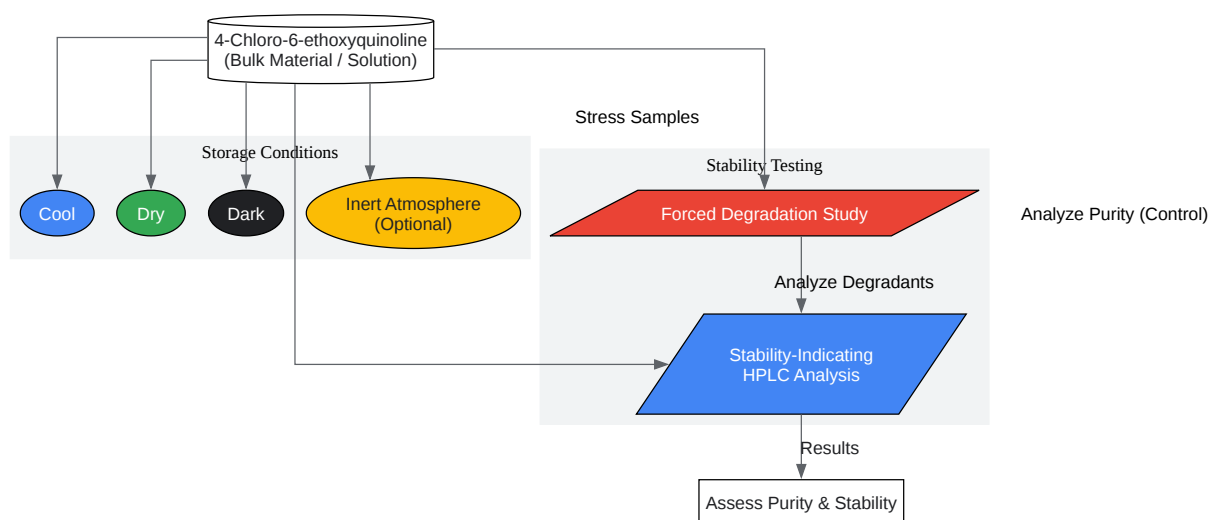 4-Chloro-6-ethoxyquinoline
(Bulk Material / Solution)
Stress Samples
Storage Conditions
Stability Testing
Cool
Dry
Dark
Inert Atmosphere
(Optional)
Forced Degradation Study
Analyze Purity (Control)
Analyze Degradants
Stability-Indicating
HPLC Analysis
Results
Assess Purity & Stability